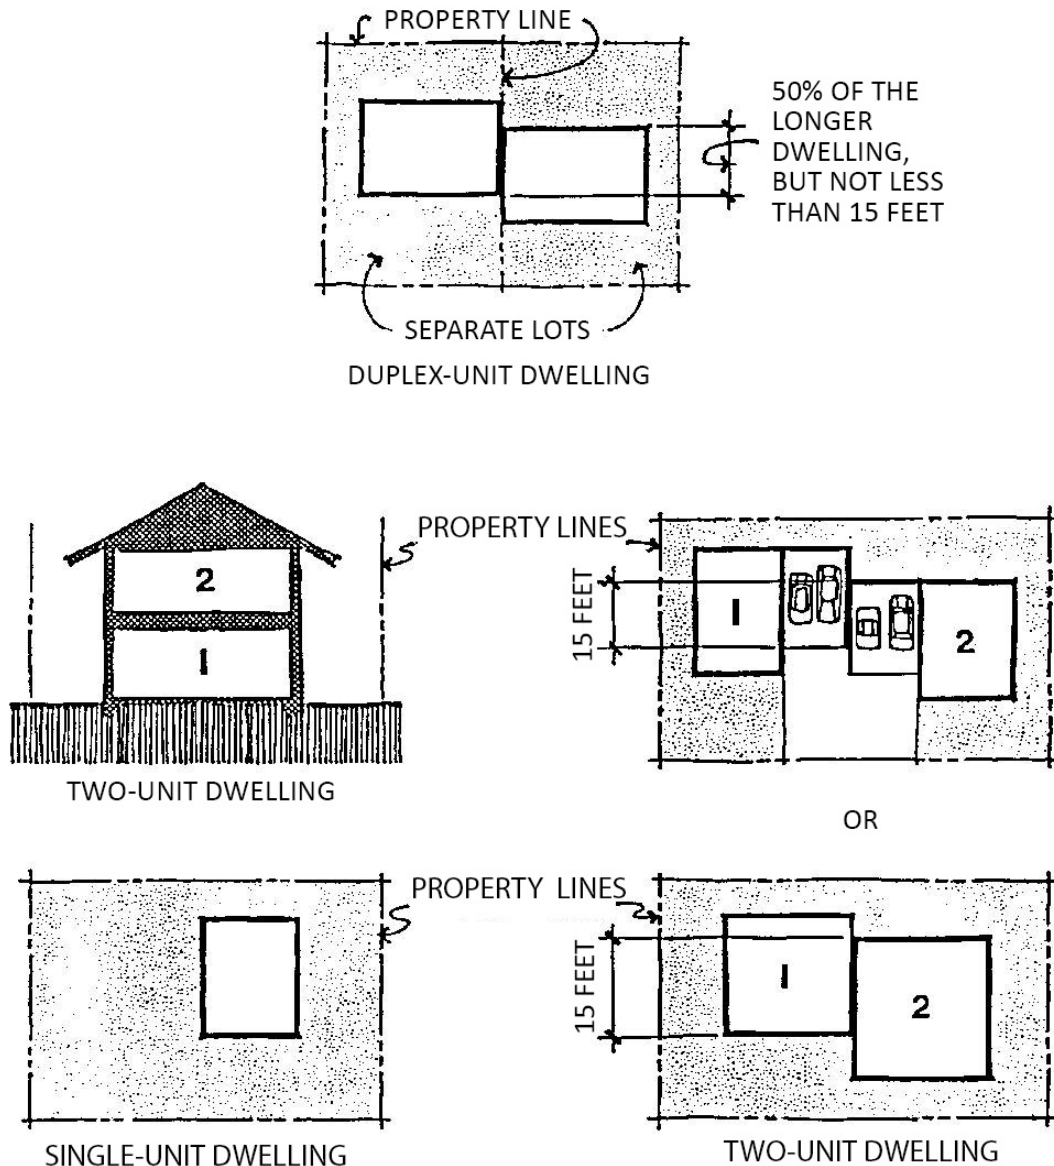 PROPERTY LINE
50% OF THE
LONGER
DWELLING,
BUT NOT LESS
THAN 15 FEET
SEPARATE LOTS
DUPLEX-UNIT DWELLING
PROPERTY LINES
2
1
15 FEET
1
2
TWO-UNIT DWELLING
OR
PROPERTY LINES
15 FEET
1
2
SINGLE-UNIT DWELLING
TWO-UNIT DWELLING